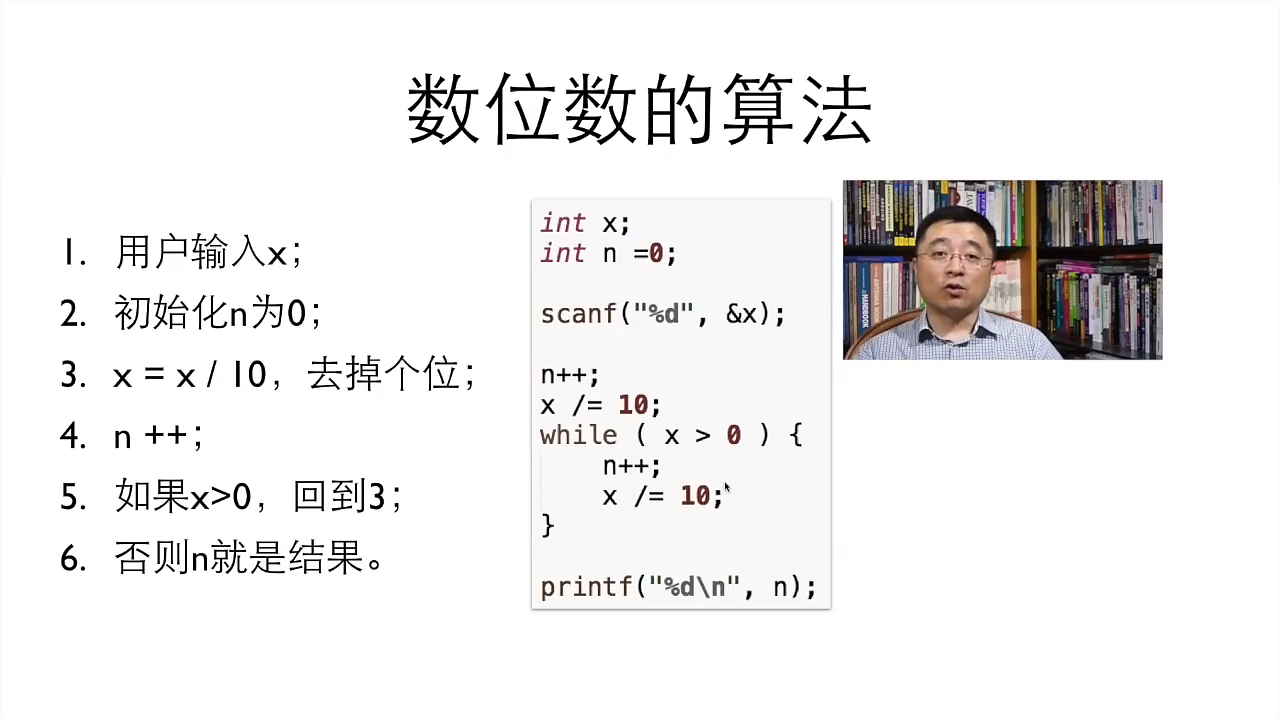 数位数的算法
1. 用户输入x；
2. 初始化n为0；
3. x = x / 10，去掉个位；
4. n ++；
5. 如果x>0，回到3；
6. 否则n就是结果。
int x;
int n =0;
scanf("%d", &x);
n++;
x /= 10;
while ( x > 0 ) {
n++;
x /= 10;
}
printf("%d\n", n);